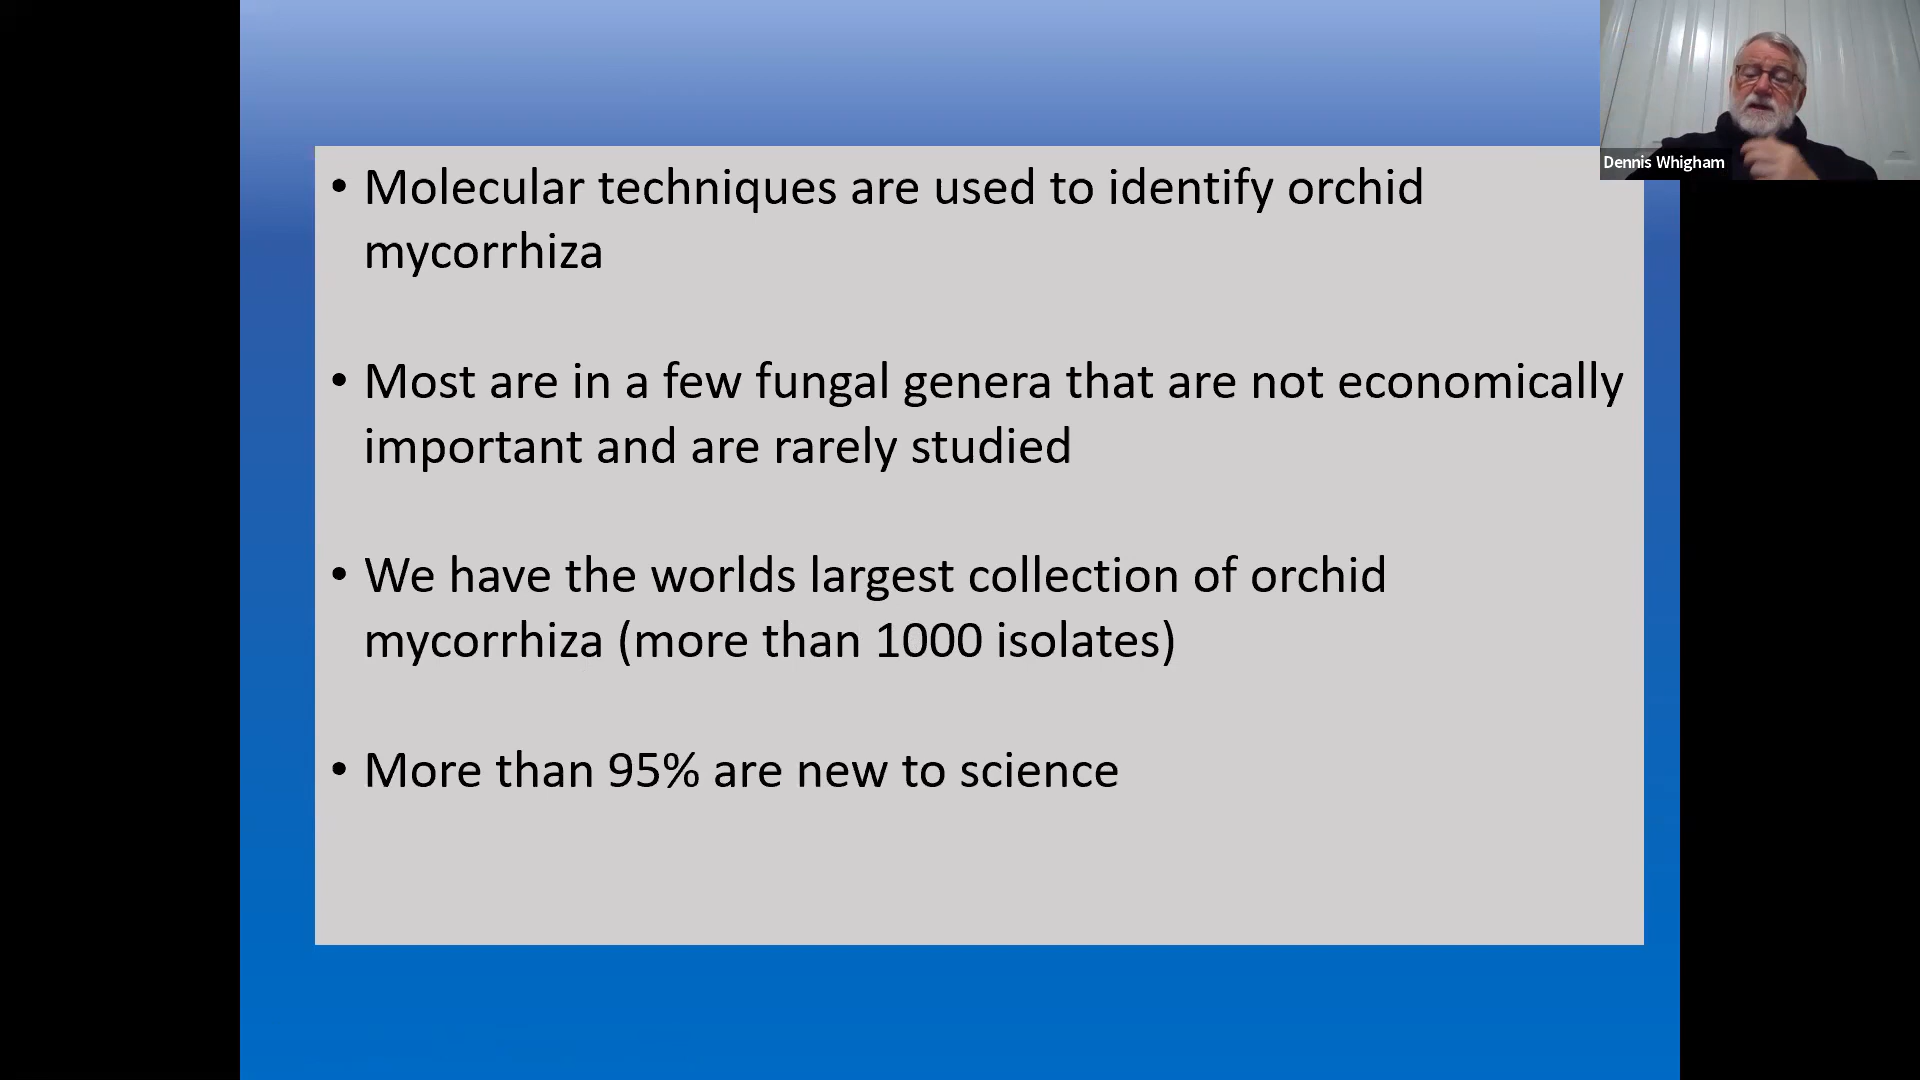 • Molecular techniques are used to identify orchid
mycorrhiza
• Most are in a few fungal genera that are not economically
important and are rarely studied
• We have the worlds largest collection of orchid
mycorrhiza (more than 1000 isolates)
• More than 95% are new to science
Dennis Whigham